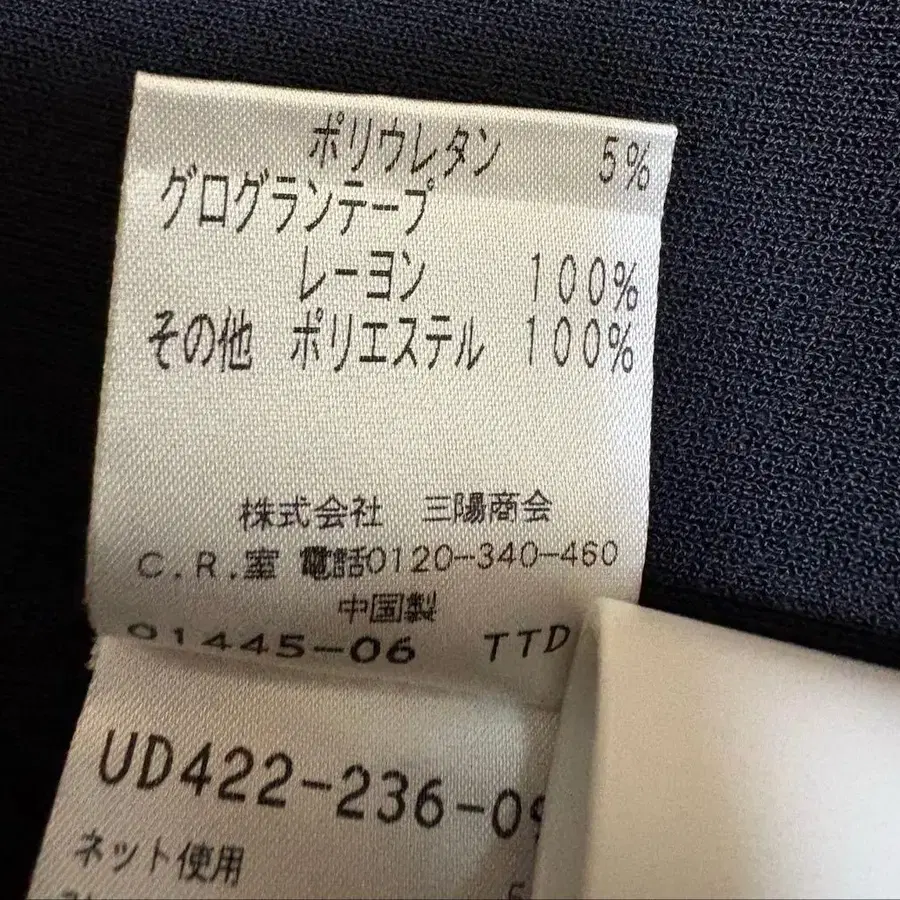 ポリウレタン 5%
グログランテープ
レーヨン 100%
その他 ポリエステル 100%
株式会社 三陽商会
C.R.室 電話0120-340-460
中国製
01445-06 TTD
UD422-236-09
ネット使用